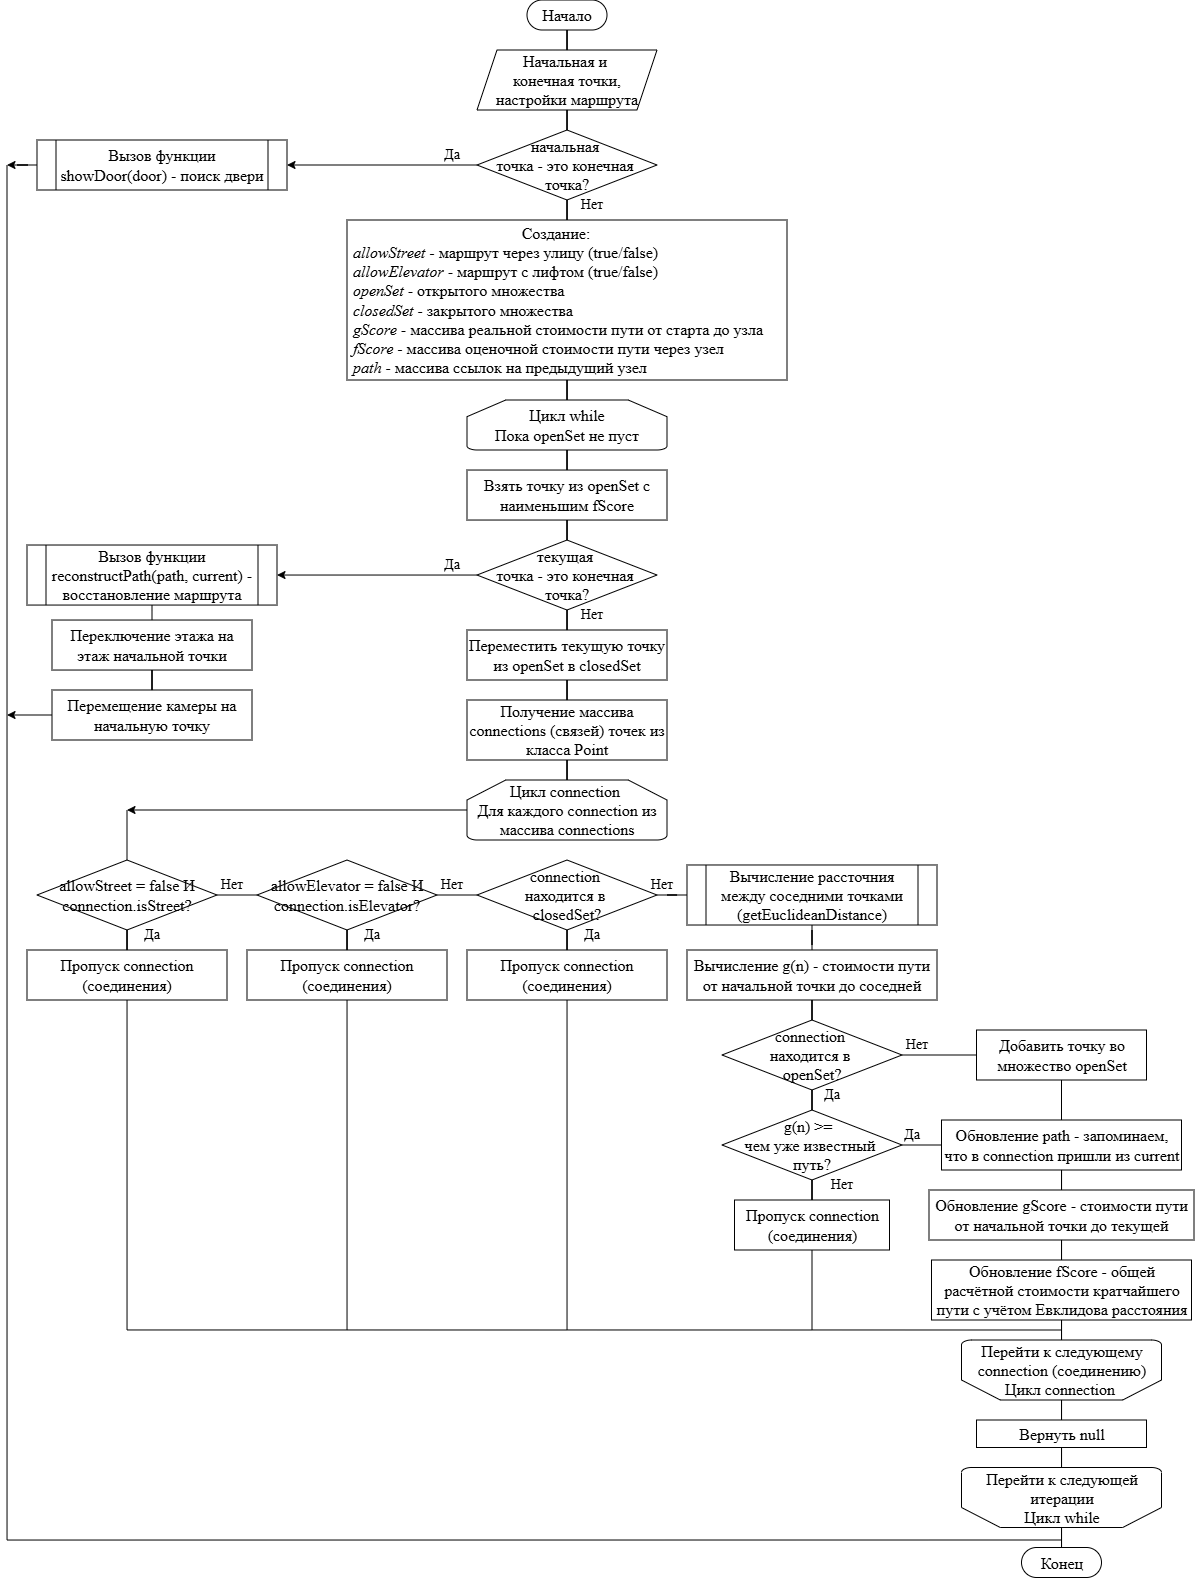 Начало
Начальная и
конечная точки,
настройки маршрута
начальная
точка - это конечная
точка?
Да
Вызов функции
showDoor(door) - поиск двери
Нет
Создание:
allowStreet - маршрут через улицу (true/false)
allowElevator - маршрут с лифтом (true/false)
openSet - открытого множества
closedSet - закрытого множества
gScore - массива реальной стоимости пути от старта до узла
fScore - массива оценочной стоимости пути через узел
path - массива ссылок на предыдущий узел
Цикл while
Пока openSet не пуст
Взять точку из openSet с
наименьшим fScore
текущая
точка - это конечная
точка?
Да
Вызов функции
reconstructPath(path, current) -
восстановление маршрута
Переключение этажа на
этаж начальной точки
Перемещение камеры на
начальную точку
Нет
Переместить текущую точку
из openSet в closedSet
Получение массива
connections (связей) точек из
класса Point
Цикл connection
Для каждого connection из
массива connections
allowStreet = false И
connection.isStreet?
Нет
Да
Пропуск connection
(соединения)
allowElevator = false И
connection.isElevator?
Нет
Да
Пропуск connection
(соединения)
connection
находится в
closedSet?
Нет
Да
Пропуск connection
(соединения)
Вычисление рассточния
между соседними точками
(getEuclideanDistance)
Вычисление g(n) - стоимости пути
от начальной точки до соседней
connection
находится в
openSet?
Нет
Добавить точку во
множество openSet
Да
g(n) >=
чем уже известный
путь?
Да
Обновление path - запоминаем,
что в connection пришли из current
Нет
Пропуск connection
(соединения)
Обновление gScore - стоимости пути
от начальной точки до текущей
Обновление fScore - общей
расчётной стоимости кратчайшего
пути с учётом Евклидова расстояния
Перейти к следующему
connection (соединению)
Цикл connection
Вернуть null
Перейти к следующей
итерации
Цикл while
Конец